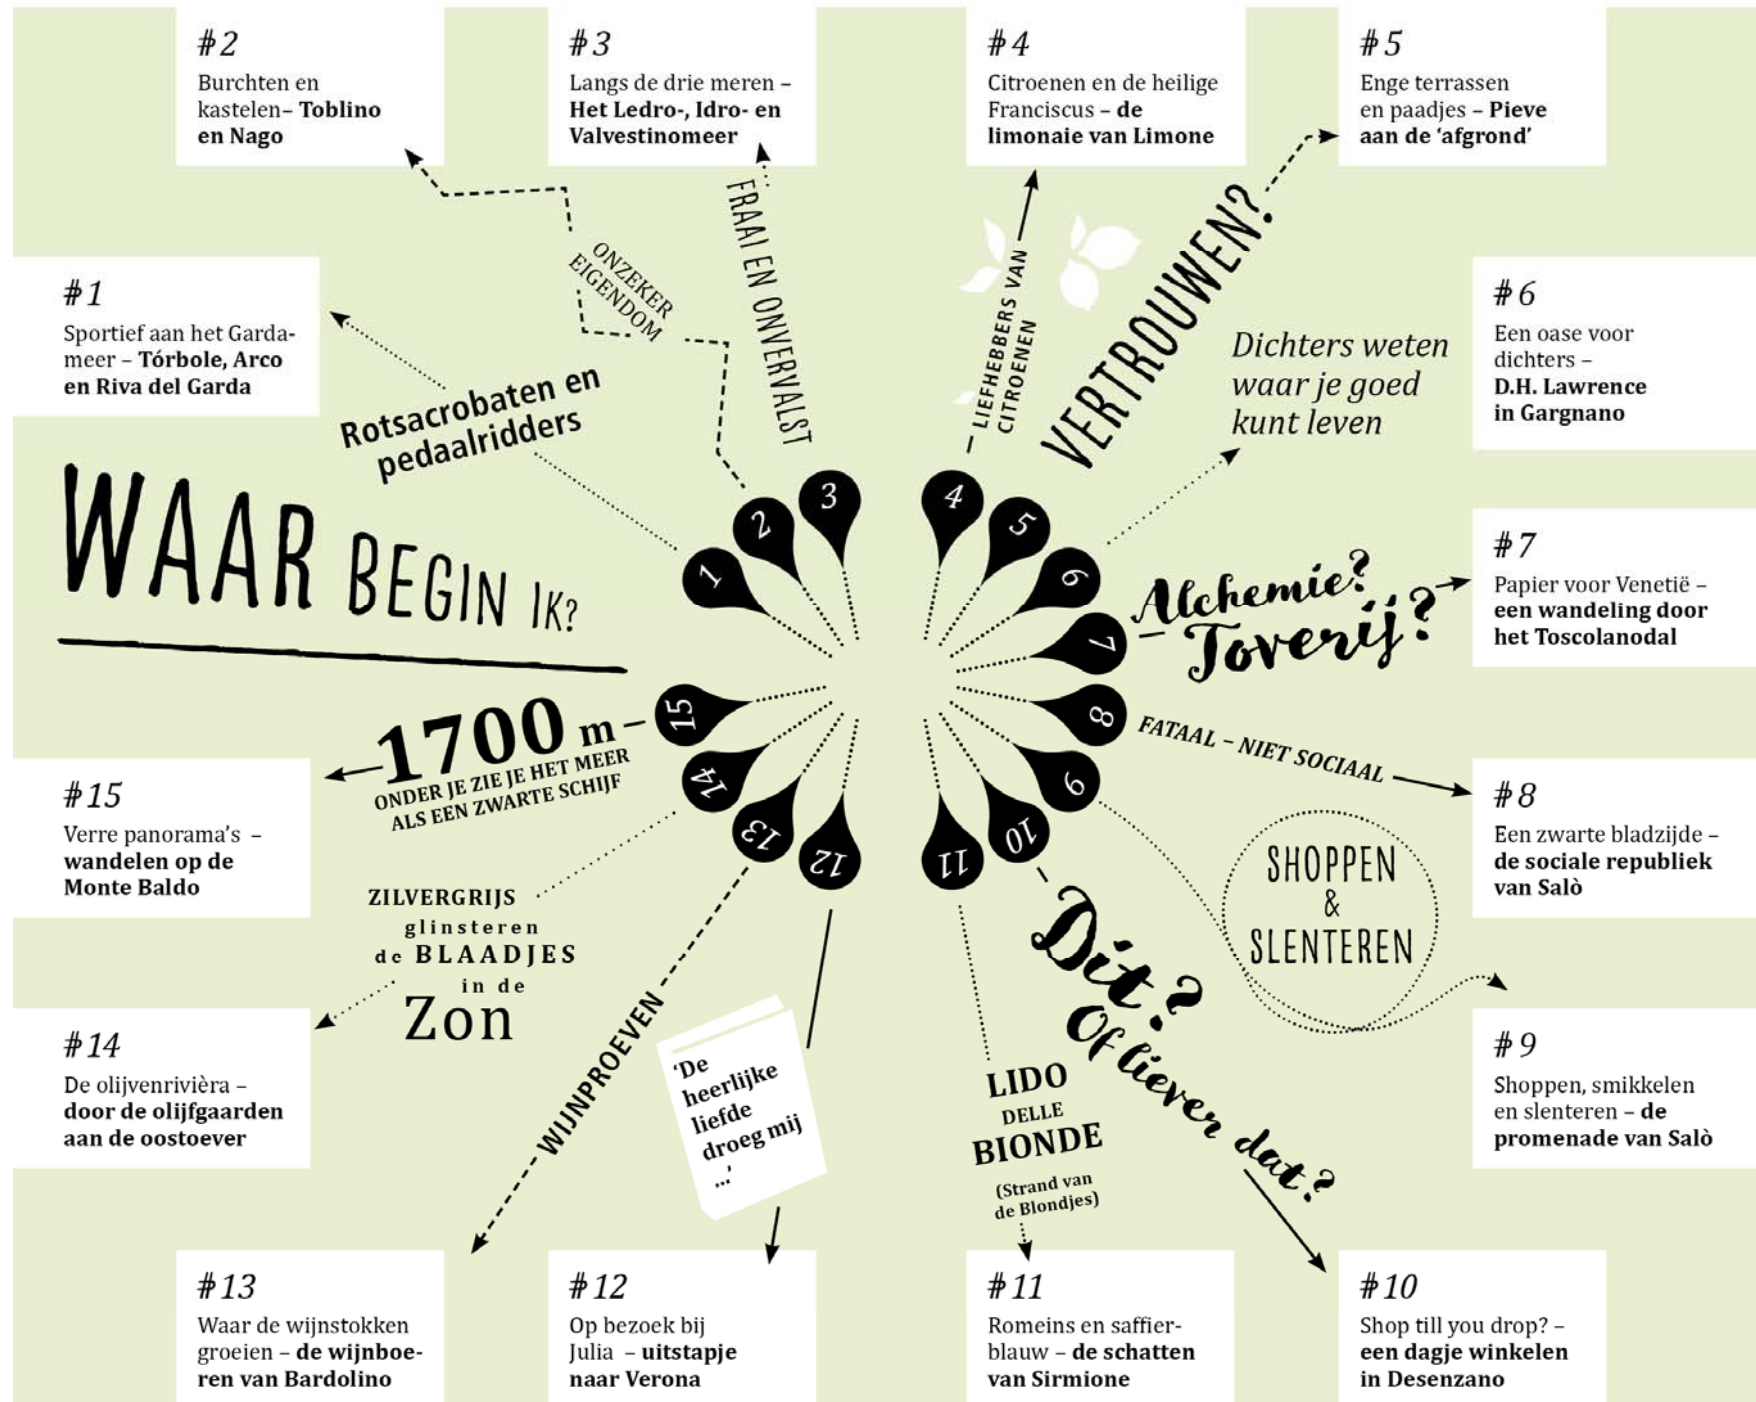 #2
Burchten en
kastelen– Toblino
en Nago
#3
Langs de drie meren –
Het Ledro-, Idro- en
Valvestinomeer
#4
Citroenen en de heilige
Franciscus – de
limonaie van Limone
#5
Enge terrassen
en paadjes – Pieve
aan de ‘afgrond’
#1
Sportief aan het Garda-
meer – Tórbole, Arco
en Riva del Garda
ONZEKER
EIGENDOM
FRAAI EN ONVERVALST
LIEFHEBBERS VAN
CITROENEN
VERTROUWEN?
#6
Een oase voor
dichters –
D.H. Lawrence
in Gargnano
Rotsacrobaten en
pedaalridders
Dichters weten
waar je goed
kunt leven
WAAR BEGIN IK?
1
2
3
4
5
6
7
8
9
10
11
12
13
14
15
Alchemie?
Toverij?
#7
Papier voor Venetië –
een wandeling door
het Toscolanodal
1700 m
ONDER JE ZIE JE HET MEER
ALS EEN ZWARTE SCHIJF
FATAAL – NIET SOCIAAL
#15
Verre panorama’s –
wandelen op de
Monte Baldo
#8
Een zwarte bladzijde –
de sociale republiek
van Salò
ZILVERGRIJS
glinsteren
de BLAADJES
in de
Zon
SHOPPEN
&
SLENTEREN
#14
De olijvenrivièra –
door de olijfgaarden
aan de oostoever
WIJNPROEVEN
‘De
heerlijke
liefde
droeg mij
...’
LIDO
DELLE
BIONDE
(Strand van
de Blondjes)
Dit?
Of liever dat?
#9
Shoppen, smikkelen
en slenteren – de
promenade van Salò
#13
Waar de wijnstokken
groeien – de wijnboe-
ren van Bardolino
#12
Op bezoek bij
Julia – uitstapje
naar Verona
#11
Romeins en saffier-
blauw – de schatten
van Sirmione
#10
Shop till you drop? –
een dagje winkelen
in Desenzano